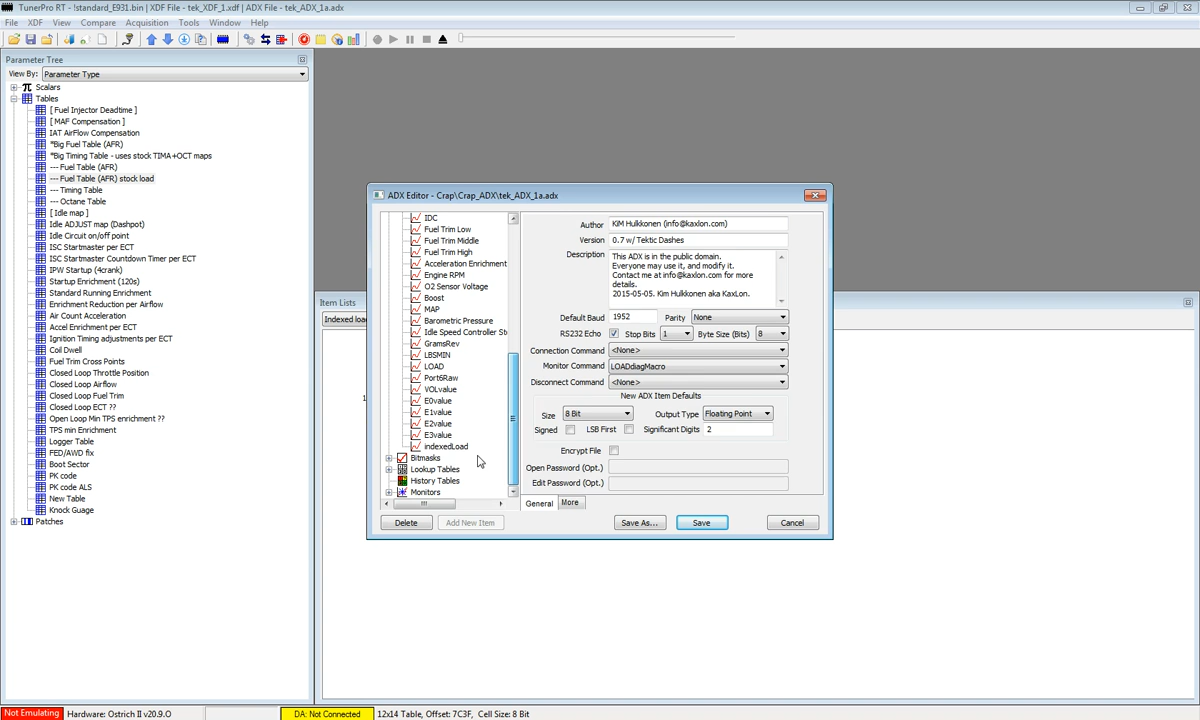 TunerPro RT - !standard_E931.bin | XDF File - tek_XDF_1.xdf | ADX File - tek_ADX_1a.adx
File XDF View Compare Acquisition Tools Window Help
Parameter Tree
View By: Parameter Type
Scalars
Tables
[ Fuel Injector Deadtime ]
[ MAF Compensation ]
IAT AirFlow Compensation
*Big Fuel Table (AFR)
*Big Timing Table - uses stock TIMA+OCT maps
--- Fuel Table (AFR)
--- Fuel Table (AFR) stock load
--- Timing Table
--- Octane Table
[ Idle map ]
Idle ADJUST map (Dashpot)
Idle Circuit on/off point
ISC Startmaster per ECT
ISC Startmaster Countdown Timer per ECT
IPW Startup (4crank)
Startup Enrichment (120s)
Standard Running Enrichment
Enrichment Reduction per Airflow
Air Count Acceleration
Accel Enrichment per ECT
Ignition Timing adjustments per ECT
Coil Dwell
Fuel Trim Cross Points
Closed Loop Throttle Position
Closed Loop Airflow
Closed Loop Fuel Trim
Closed Loop ECT ??
Open Loop Min TPS enrichment ??
TPS min Enrichment
Logger Table
FED/AWD fix
Boot Sector
PK code
PK code ALS
New Table
Knock Guage
Patches
Item Lists
Indexed loa
1
ADX Editor - Crap\Crap_ADX\tek_ADX_1a.adx
IDC
Fuel Trim Low
Fuel Trim Middle
Fuel Trim High
Acceleration Enrichment
Engine RPM
O2 Sensor Voltage
Boost
MAP
Barometric Pressure
Idle Speed Controller St
GramsRev
LBSMIN
LOAD
Port6Raw
VOLvalue
E0value
E1value
E2value
E3value
indexedLoad
Bitmasks
Lookup Tables
History Tables
Monitors
Author KiM Hulkkonen (info@kaxlon.com)
Version 0.7 w/ Tektic Dashes
Description This ADX is in the public domain.
Everyone may use it, and modify it.
Contact me at info@kaxlon.com for more
details.
2015-05-05. Kim Hulkkonen aka KaxLon.
Default Baud 1952 Parity None
RS232 Echo Stop Bits 1 Byte Size (Bits) 8
Connection Command <None>
Monitor Command LOADdiagMacro
Disconnect Command <None>
New ADX Item Defaults
Size 8 Bit Output Type Floating Point
Signed LSB First Significant Digits 2
Encrypt File
Open Password (Opt.)
Edit Password (Opt.)
General More
Delete Add New Item Save As... Save Cancel
Not Emulating Hardware: Ostrich II v20.9.O DA: Not Connected 12x14 Table, Offset: 7C3F, Cell Size: 8 Bit